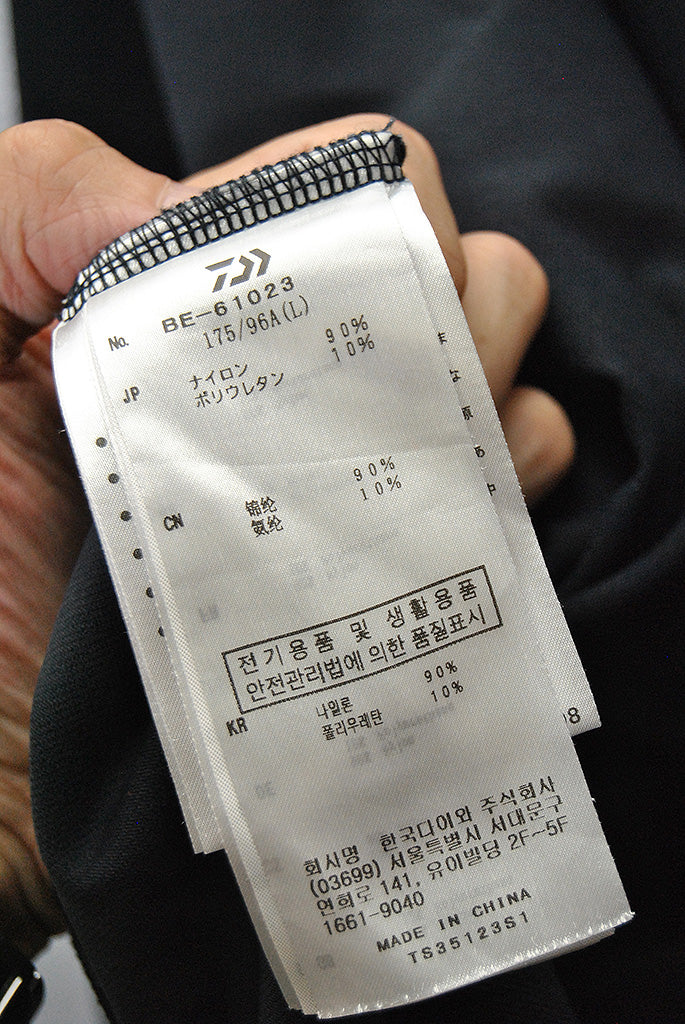 No. BE-61023
175/96A(L)
JP ナイロン 90%
ポリウレタン 10%
CN 锦纶 90%
氨纶 10%
전기용품 및 생활용품
안전관리법에 의한 품질표시
KR 나일론 90%
폴리우레탄 10%
회사명 한국다이와 주식회사
(03699) 서울특별시 서대문구
연희로 141, 유이빌딩 2F~5F
1661-9040
MADE IN CHINA
TS35123S1
な